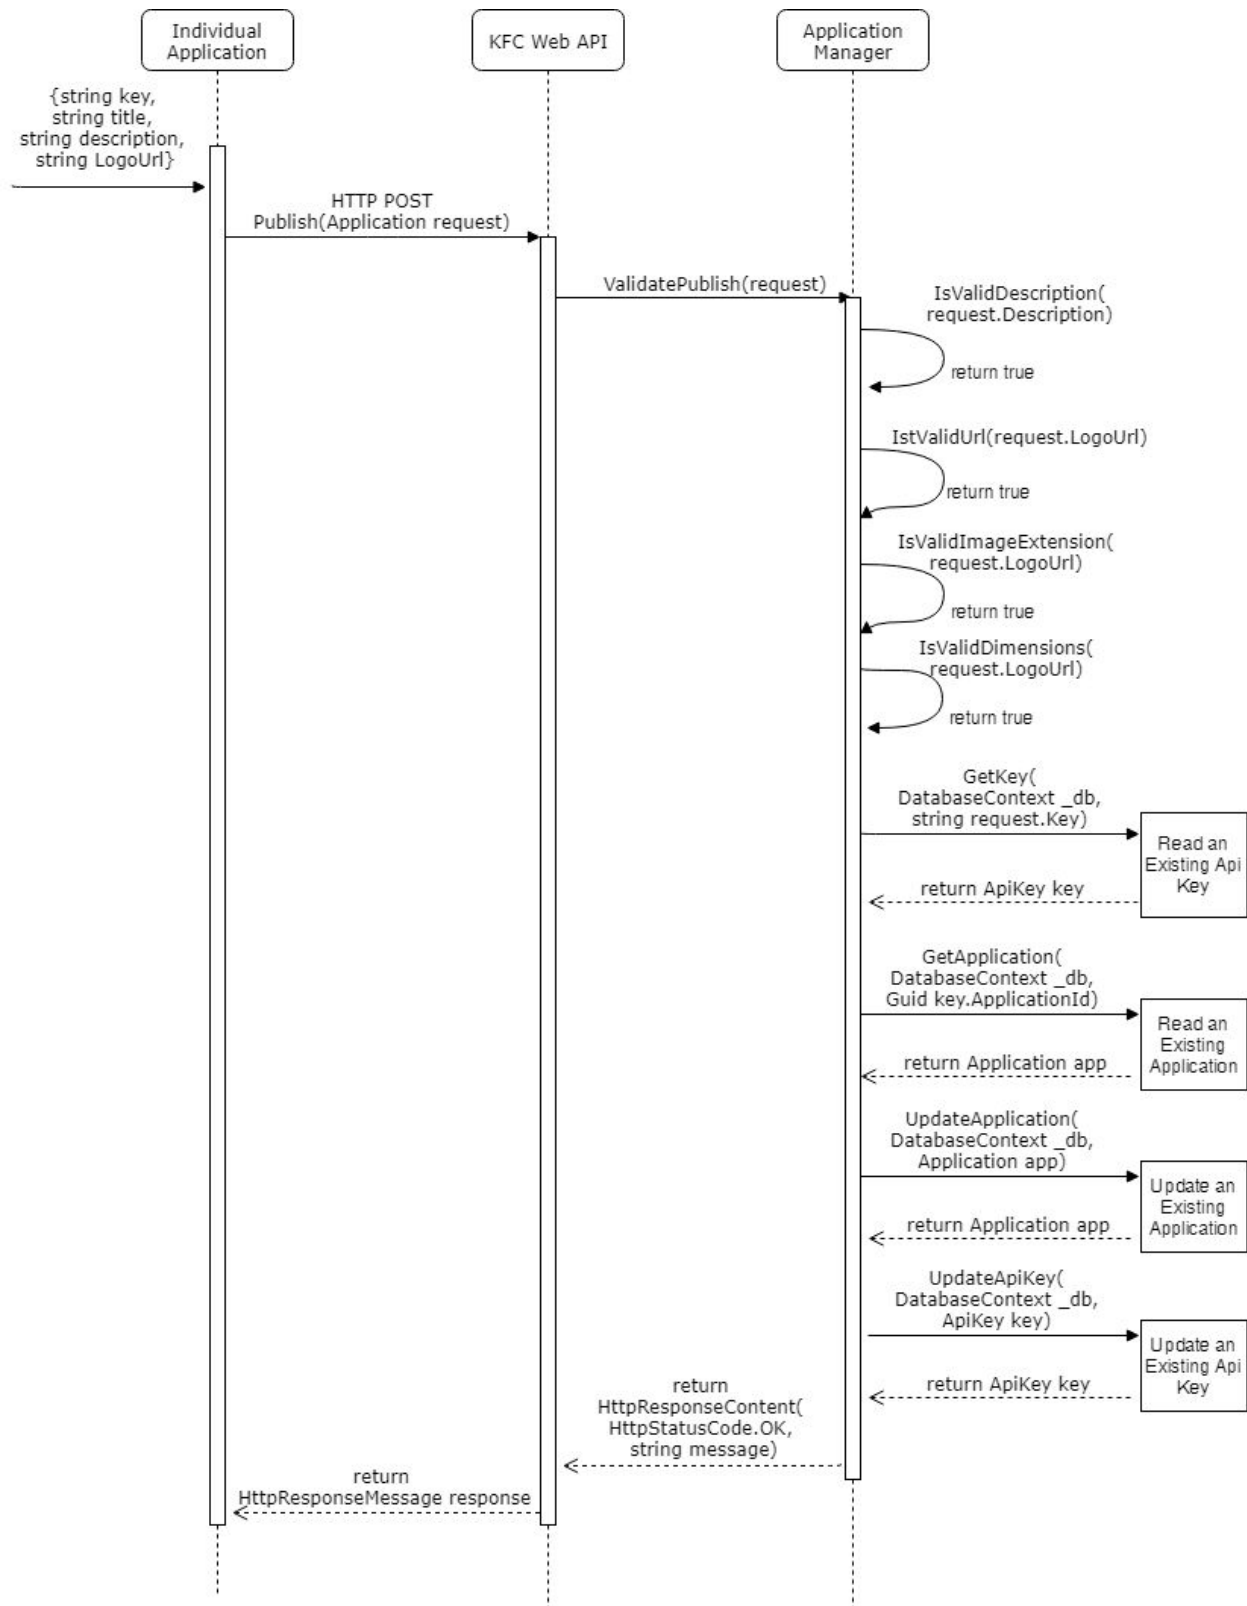 Individual
Application
KFC Web API
Application
Manager
{string key,
string title,
string description,
string LogoUrl}
HTTP POST
Publish(Application request)
ValidatePublish(request)
IsValidDescription(
request.Description)
return true
IstValidUrl(request.LogoUrl)
return true
IsValidImageExtension(
request.LogoUrl)
return true
IsValidDimensions(
request.LogoUrl)
return true
GetKey(
DatabaseContext _db,
string request.Key)
Read an
Existing Api
Key
return ApiKey key
GetApplication(
DatabaseContext _db,
Guid key.ApplicationId)
Read an
Existing
Application
return Application app
UpdateApplication(
DatabaseContext _db,
Application app)
Update an
Existing
Application
return Application app
UpdateApiKey(
DatabaseContext _db,
ApiKey key)
Update an
Existing Api
Key
return ApiKey key
return
HttpResponseContent(
HttpStatusCode.OK,
string message)
return
HttpResponseMessage response